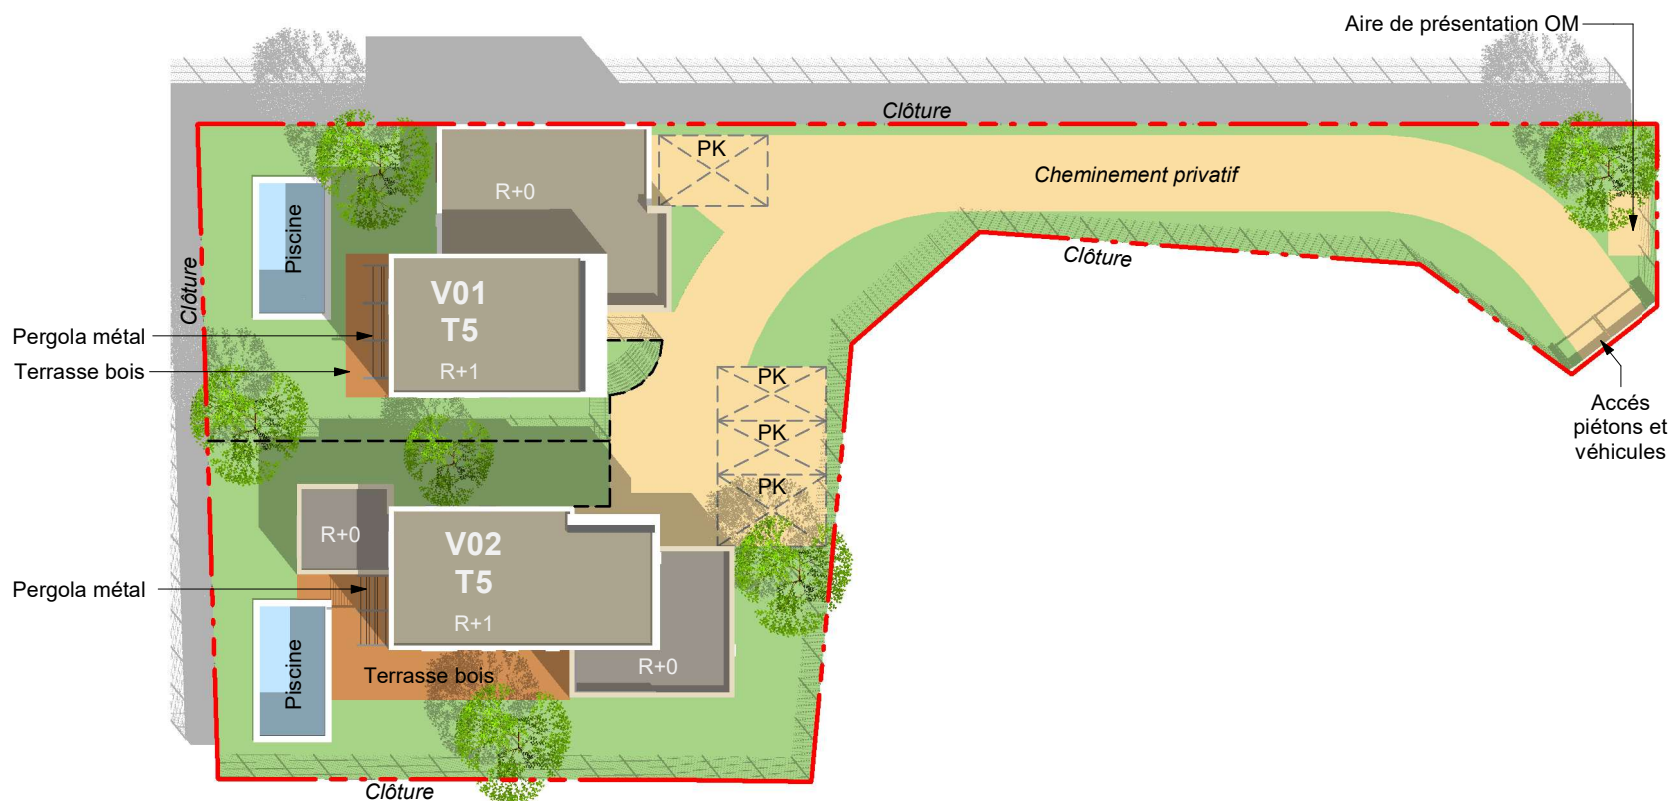 Aire de présentation OM
Clôture
PK
Cheminement privatif
R+0
Piscine
Clôture
Clôture
V01
T5
R+1
Pergola métal
Terrasse bois
PK
PK
PK
Accés
piétons et
véhicules
R+0
V02
T5
R+1
Pergola métal
Piscine
R+0
Terrasse bois
Clôture